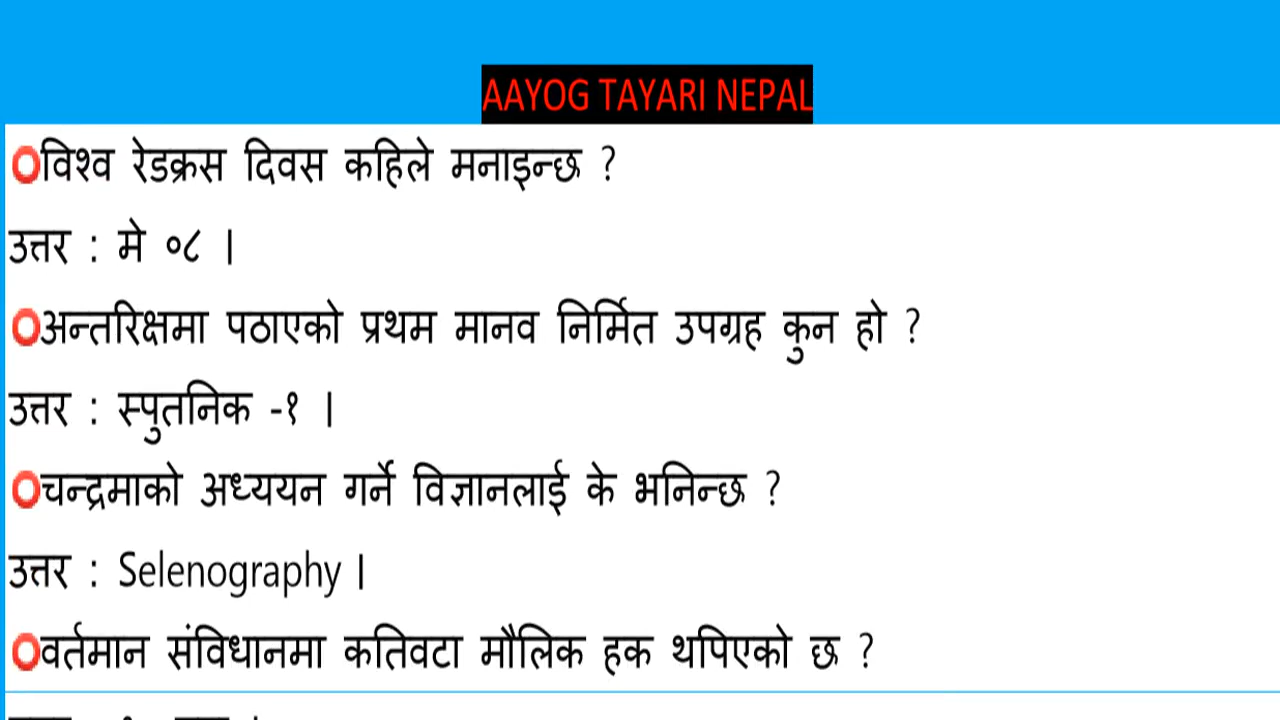 AAYOG TAYARI NEPAL
⭕विश्व रेडक्रस दिवस कहिले मनाइन्छ ?
उत्तर : मे ०८ ।
⭕अन्तरिक्षमा पठाएको प्रथम मानव निर्मित उपग्रह कुन हो ?
उत्तर : स्पुतनिक -१ ।
⭕चन्द्रमाको अध्ययन गर्ने विज्ञानलाई के भनिन्छ ?
उत्तर : Selenography ।
⭕वर्तमान संविधानमा कतिवटा मौलिक हक थपिएको छ ?